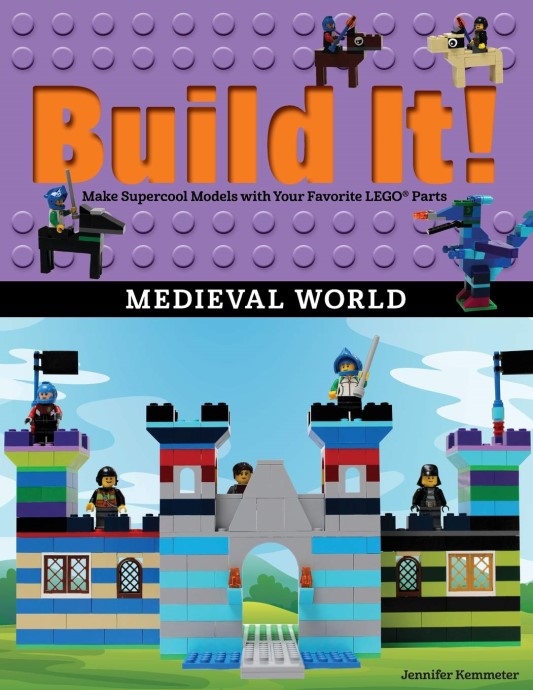 Build It!
Make Supercool Models with Your Favorite LEGO® Parts
MEDIEVAL WORLD
Jennifer Kemmeter